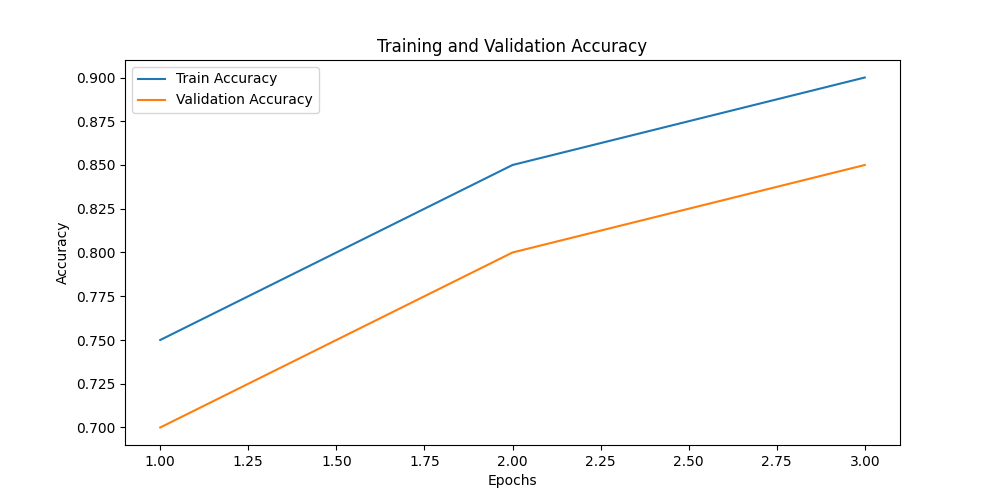 Training and Validation Accuracy
Train Accuracy
Validation Accuracy
Accuracy
0.900
0.875
0.850
0.825
0.800
0.775
0.750
0.725
0.700
1.00 1.25 1.50 1.75 2.00 2.25 2.50 2.75 3.00
Epochs